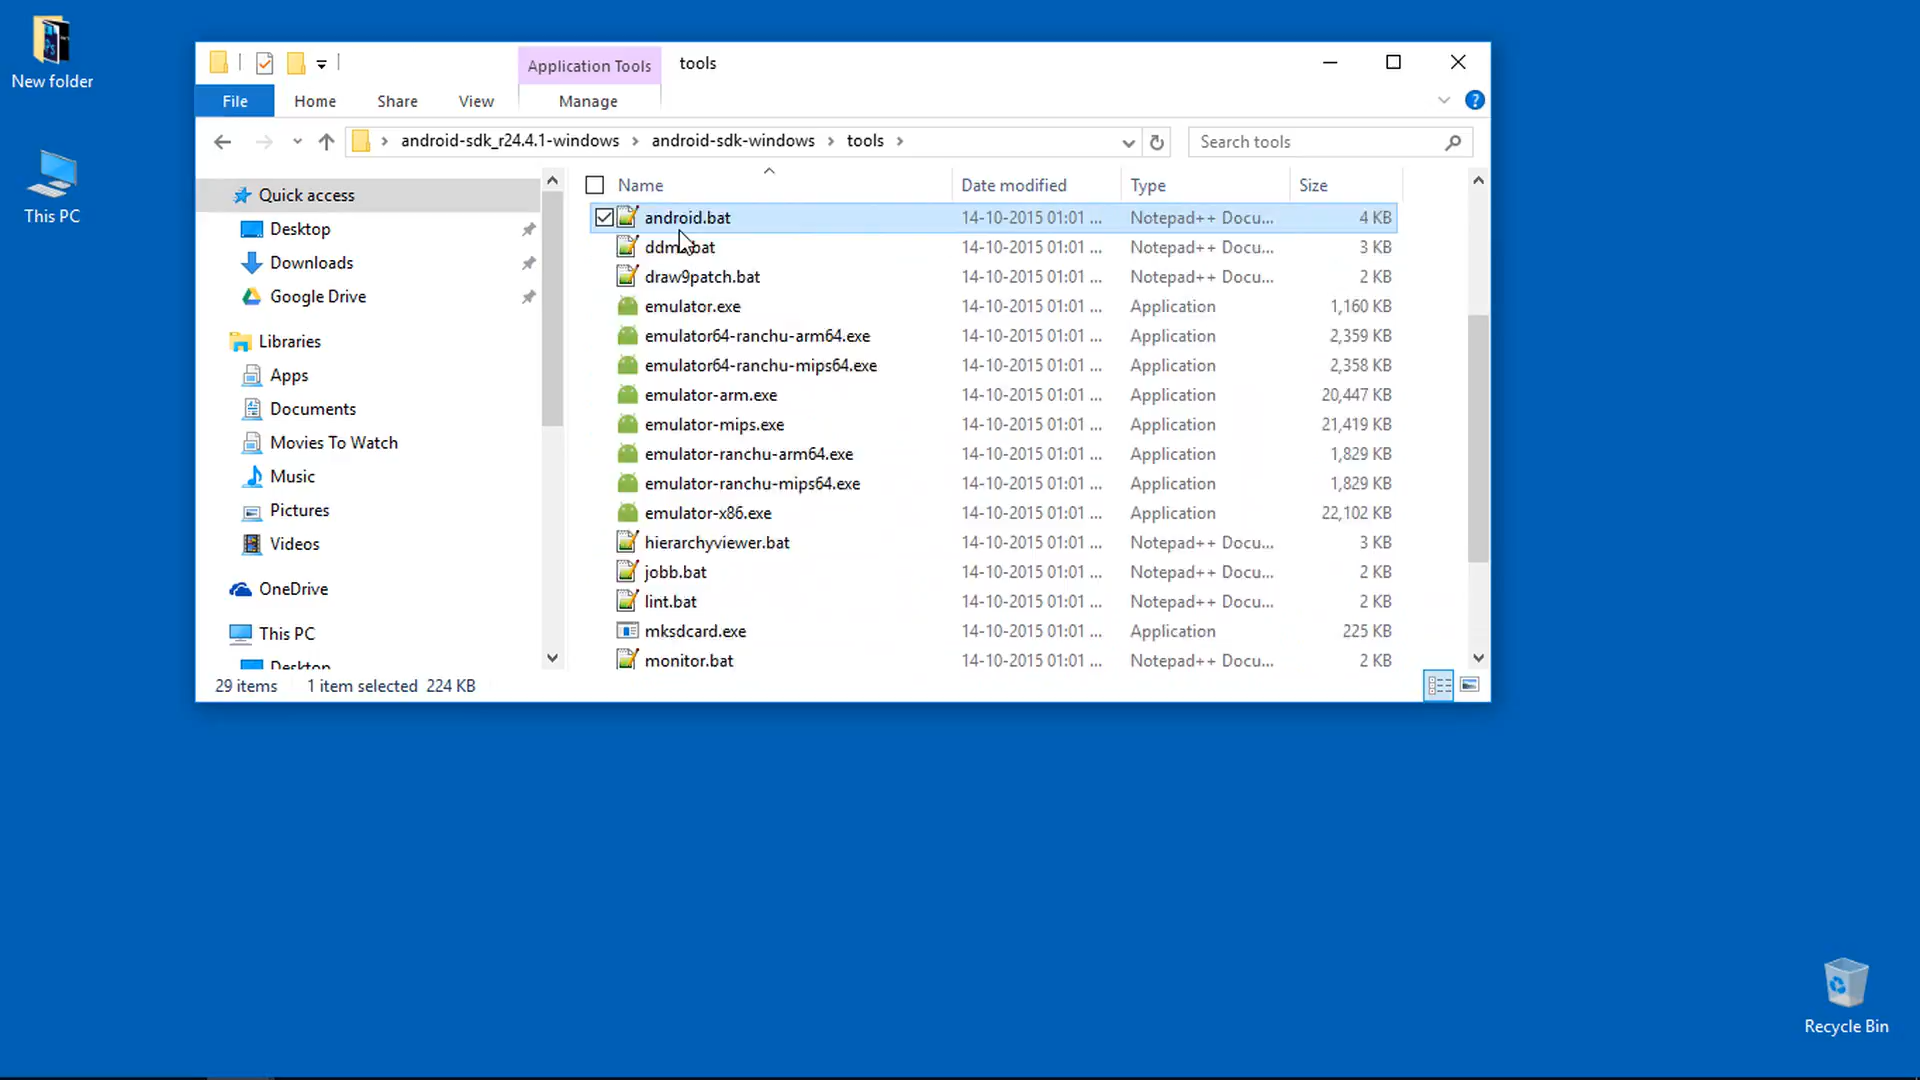 New folder
This PC
Application Tools
tools
File
Home
Share
View
Manage
android-sdk_r24.4.1-windows
android-sdk-windows
tools
Search tools
Quick access
Desktop
Downloads
Google Drive
Libraries
Apps
Documents
Movies To Watch
Music
Pictures
Videos
OneDrive
This PC
Desktop
Name Date modified Type Size
android.bat 14-10-2015 01:01 ... Notepad++ Docu... 4 KB
14-10-2015 01:01 ... Notepad++ Docu... 3 KB
draw9patch.bat 14-10-2015 01:01 ... Notepad++ Docu... 2 KB
emulator.exe 14-10-2015 01:01 ... Application 1,160 KB
emulator64-ranchu-arm64.exe 14-10-2015 01:01 ... Application 2,359 KB
emulator64-ranchu-mips64.exe 14-10-2015 01:01 ... Application 2,358 KB
emulator-arm.exe 14-10-2015 01:01 ... Application 20,447 KB
emulator-mips.exe 14-10-2015 01:01 ... Application 21,419 KB
emulator-ranchu-arm64.exe 14-10-2015 01:01 ... Application 1,829 KB
emulator-ranchu-mips64.exe 14-10-2015 01:01 ... Application 1,829 KB
emulator-x86.exe 14-10-2015 01:01 ... Application 22,102 KB
hierarchyviewer.bat 14-10-2015 01:01 ... Notepad++ Docu... 3 KB
jobb.bat 14-10-2015 01:01 ... Notepad++ Docu... 2 KB
lint.bat 14-10-2015 01:01 ... Notepad++ Docu... 2 KB
mksdcard.exe 14-10-2015 01:01 ... Application 225 KB
monitor.bat 14-10-2015 01:01 ... Notepad++ Docu... 2 KB
29 items 1 item selected 224 KB
Recycle Bin